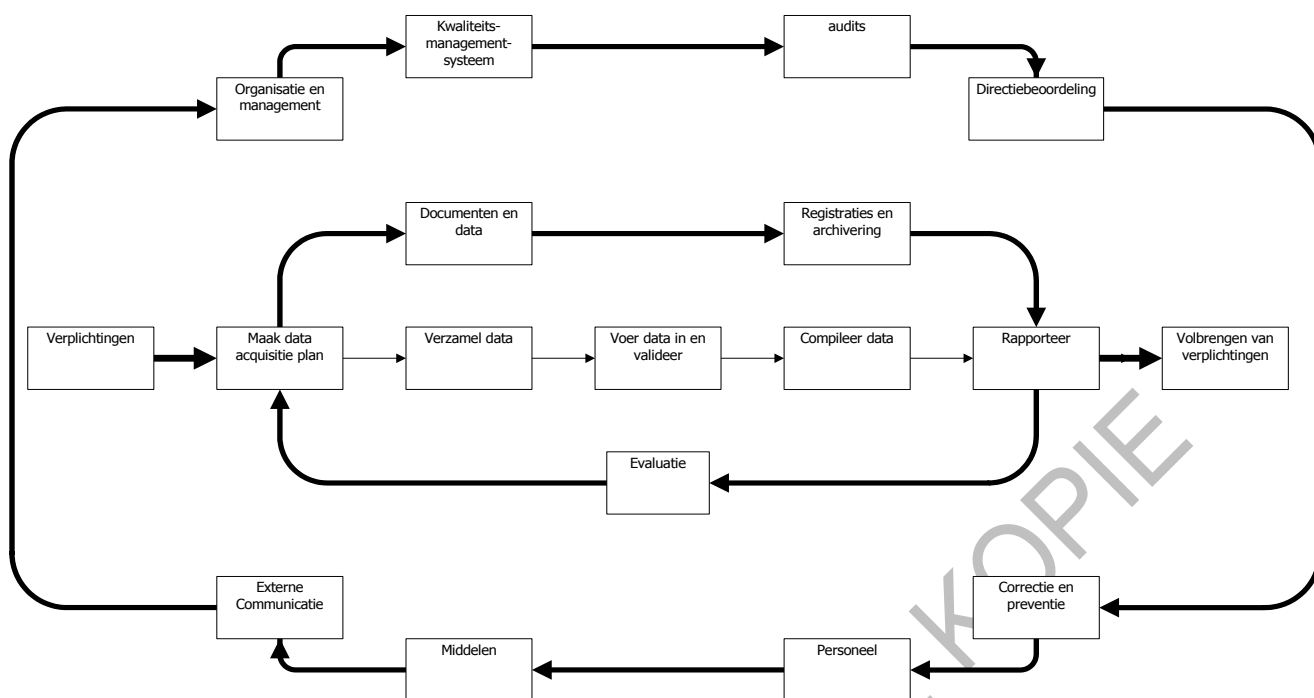 Kwaliteits-
management-
systeem
audits
Organisatie en
management
Directiebeoordeling
Documenten en
data
Registraties en
archivering
Verplichtingen
Maak data
acquisitie plan
Verzamel data
Voer data in en
valideer
Compileer data
Rapporteer
Volbrengen van
verplichtingen
Evaluatie
KOPIE
Externe
Communicatie
Correctie en
preventie
Middelen
Personeel